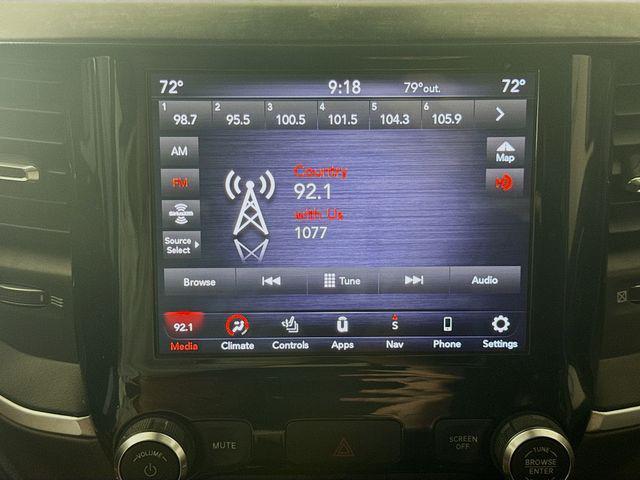 72° 9:18 79°out. 72°
1 98.7 2 95.5 3 100.5 4 101.5 5 104.3 6 105.9
AM
Map
FM
Country
92.1
with Us
1077
SiriusXM
Source
Select
Browse Tune Audio
92.1 S
Media Climate Controls Apps Nav Phone Settings
VOLUME
MUTE
SCREEN
OFF
TUNE
BROWSE
ENTER